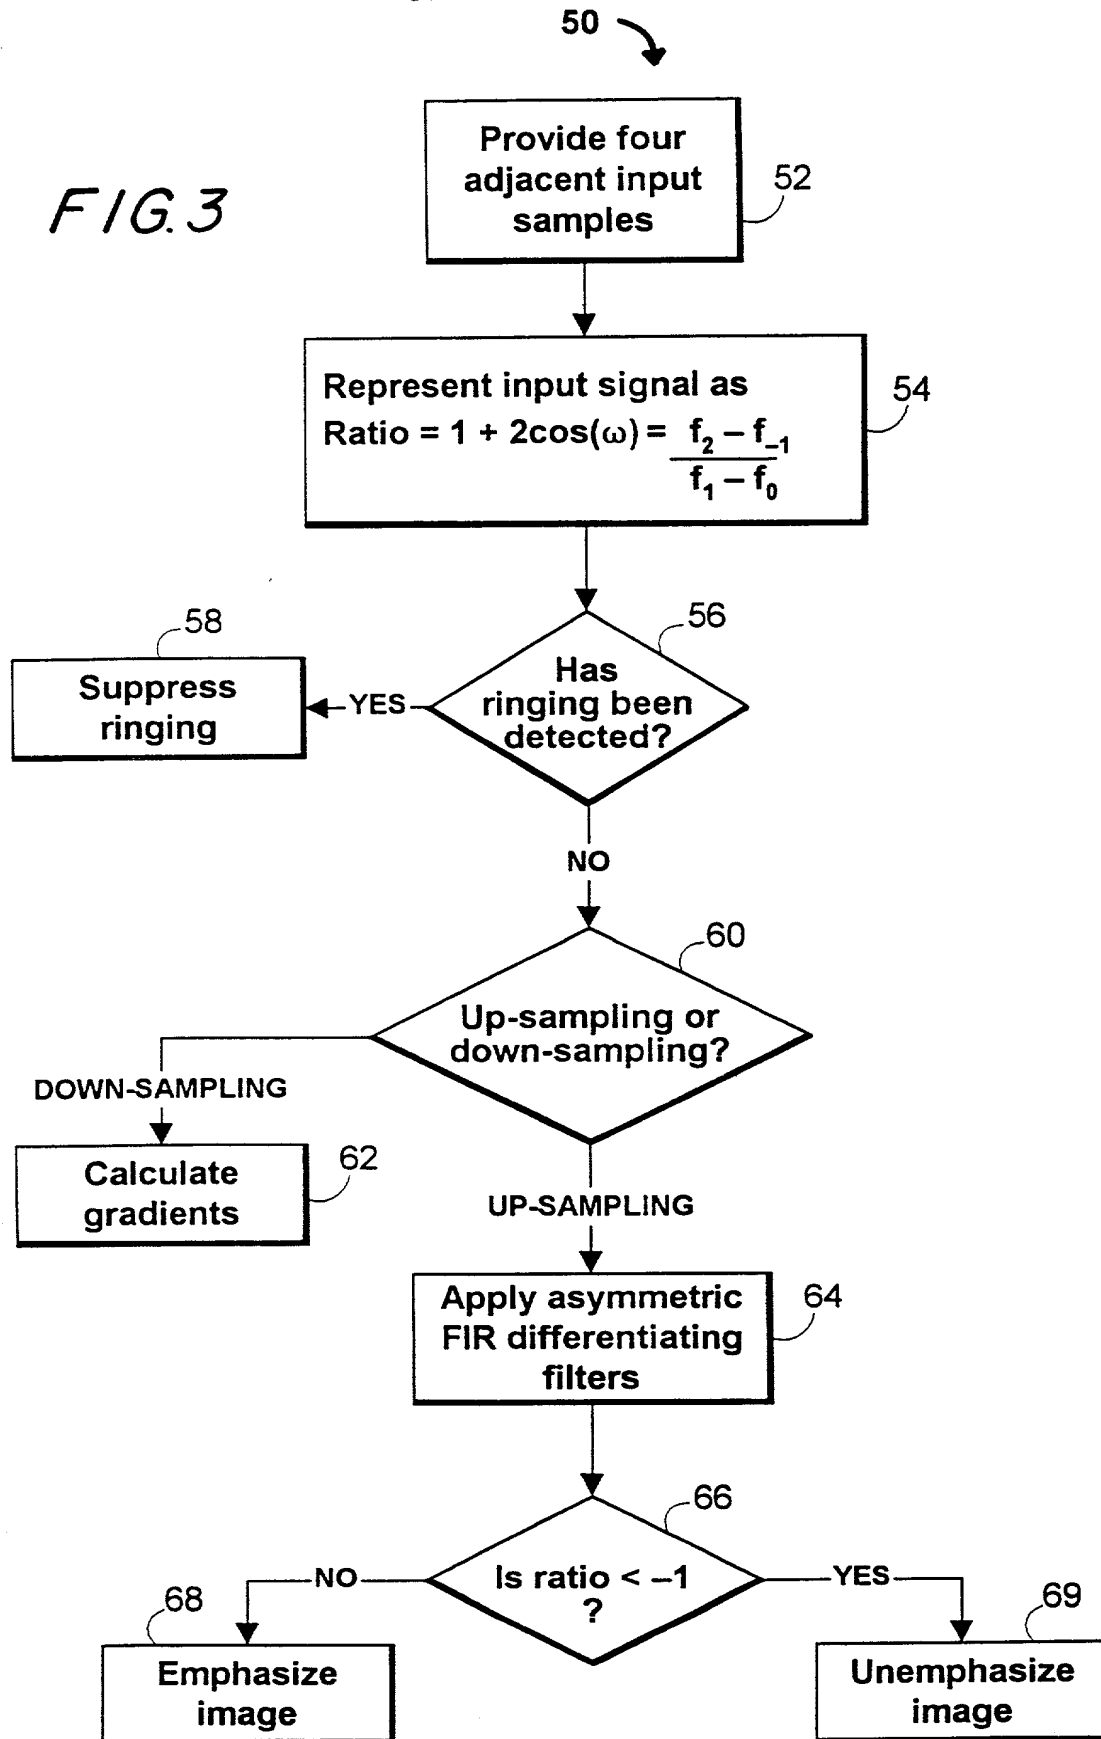 50
FIG. 3
Provide four
adjacent input
samples
52
Represent input signal as
Ratio = 1 + 2cos(ω) = f₂ – f₋₁
f₁ – f₀
54
56
Has
ringing been
detected?
58
YES
Suppress
ringing
NO
60
Up-sampling or
down-sampling?
DOWN-SAMPLING
Calculate
gradients
62
UP-SAMPLING
Apply asymmetric
FIR differentiating
filters
64
66
Is ratio < –1
?
NO
YES
68
69
Emphasize
image
Unemphasize
image